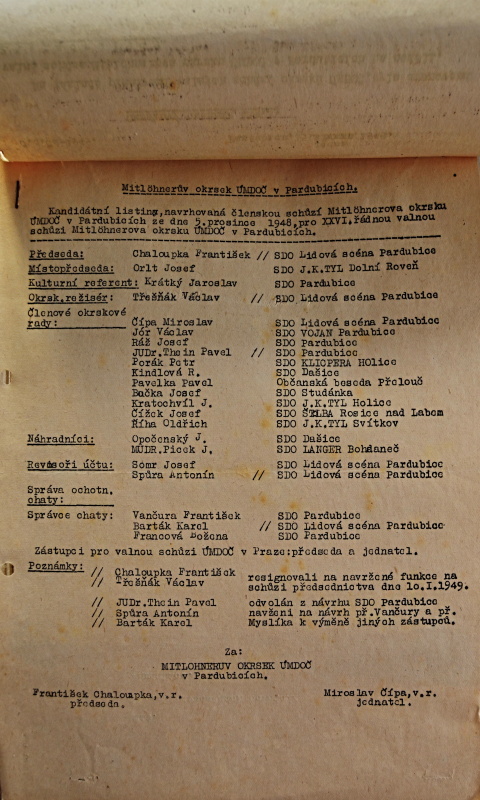 Mitlöhnerův okrsek ÚMDOČ v Pardubicích.
Kandidátní listina, navrhovaná členskou schůzí Mitlöhnerova okrsku
ÚMDOČ v Pardubicích ze dne 5.prosince 1948,pro XXVI.řádnou valnou
schůzi Mitlöhnerova okrsku ÚMDOČ v Pardubicích.
Předseda: Chaloupka František // SDO Lidová scéna Pardubice
Místopředseda: Orlt Josef SDO J.K.TYL Dolní Roveň
Kulturní referent: Krátký Jaroslav SDO Pardubice
Okrsk.režisér: Třešňák Václav // SDO Lidová scéna Pardubice
Členové okrskové
rady: Čípa Miroslav SDO Lidová scéna Pardubice
Jór Václav SDO VOJAN Pardubice
Ráž Josef SDO Pardubice
JUDr.Thein Pavel // SDO Pardubice
Porák Petr SDO KLICPERA Holice
Kindlová R. SDO Dašice
Pavelka Pavel Občanská beseda Přelouč
Bačka Josef SDO Studánka
Kratochvíl J. SDO J.K.TYL Holice
Čížek Josef SDO ŠELBA Rosice nad Labem
Říha Oldřich SDO J.K.TYL Svítkov
Náhradníci: Opočenský J. SDO Dašice
MUDR.Picek J. SDO LANGER Bohdaneč
Revisoři účtu: Somr Josef SDO Lidová scéna Pardubice
Spůra Antonín // SDO Lidová scéna Pardubice
Správa ochotn.
chaty:
Správce chaty: Vančura František SDO Pardubice
Barták Karel // SDO Lidová scéna Pardubice
Francová Božena SDO Pardubice
Zástupci pro valnou schůzi ÚMDOČ v Praze:předseda a jednatel.
Poznámky: // Chaloupka František
// Třešňák Václav resignovali na navržené funkce na
schůzi předsednictva dne 10.I.1949.
// JUDr.Thein Pavel odvolán z návrhu SDO Pardubice
// Spůra Antonín navrženi na návrh př.Vančury a př.
// Barták Karel Myslíka k výměně jiných zástupců.
Za:
MITLOHNERUV OKRSEK ÚMDOČ
v Pardubicích.
František Chaloupka,v.r. Miroslav Čípa,v.r.
předseda. jednatel.